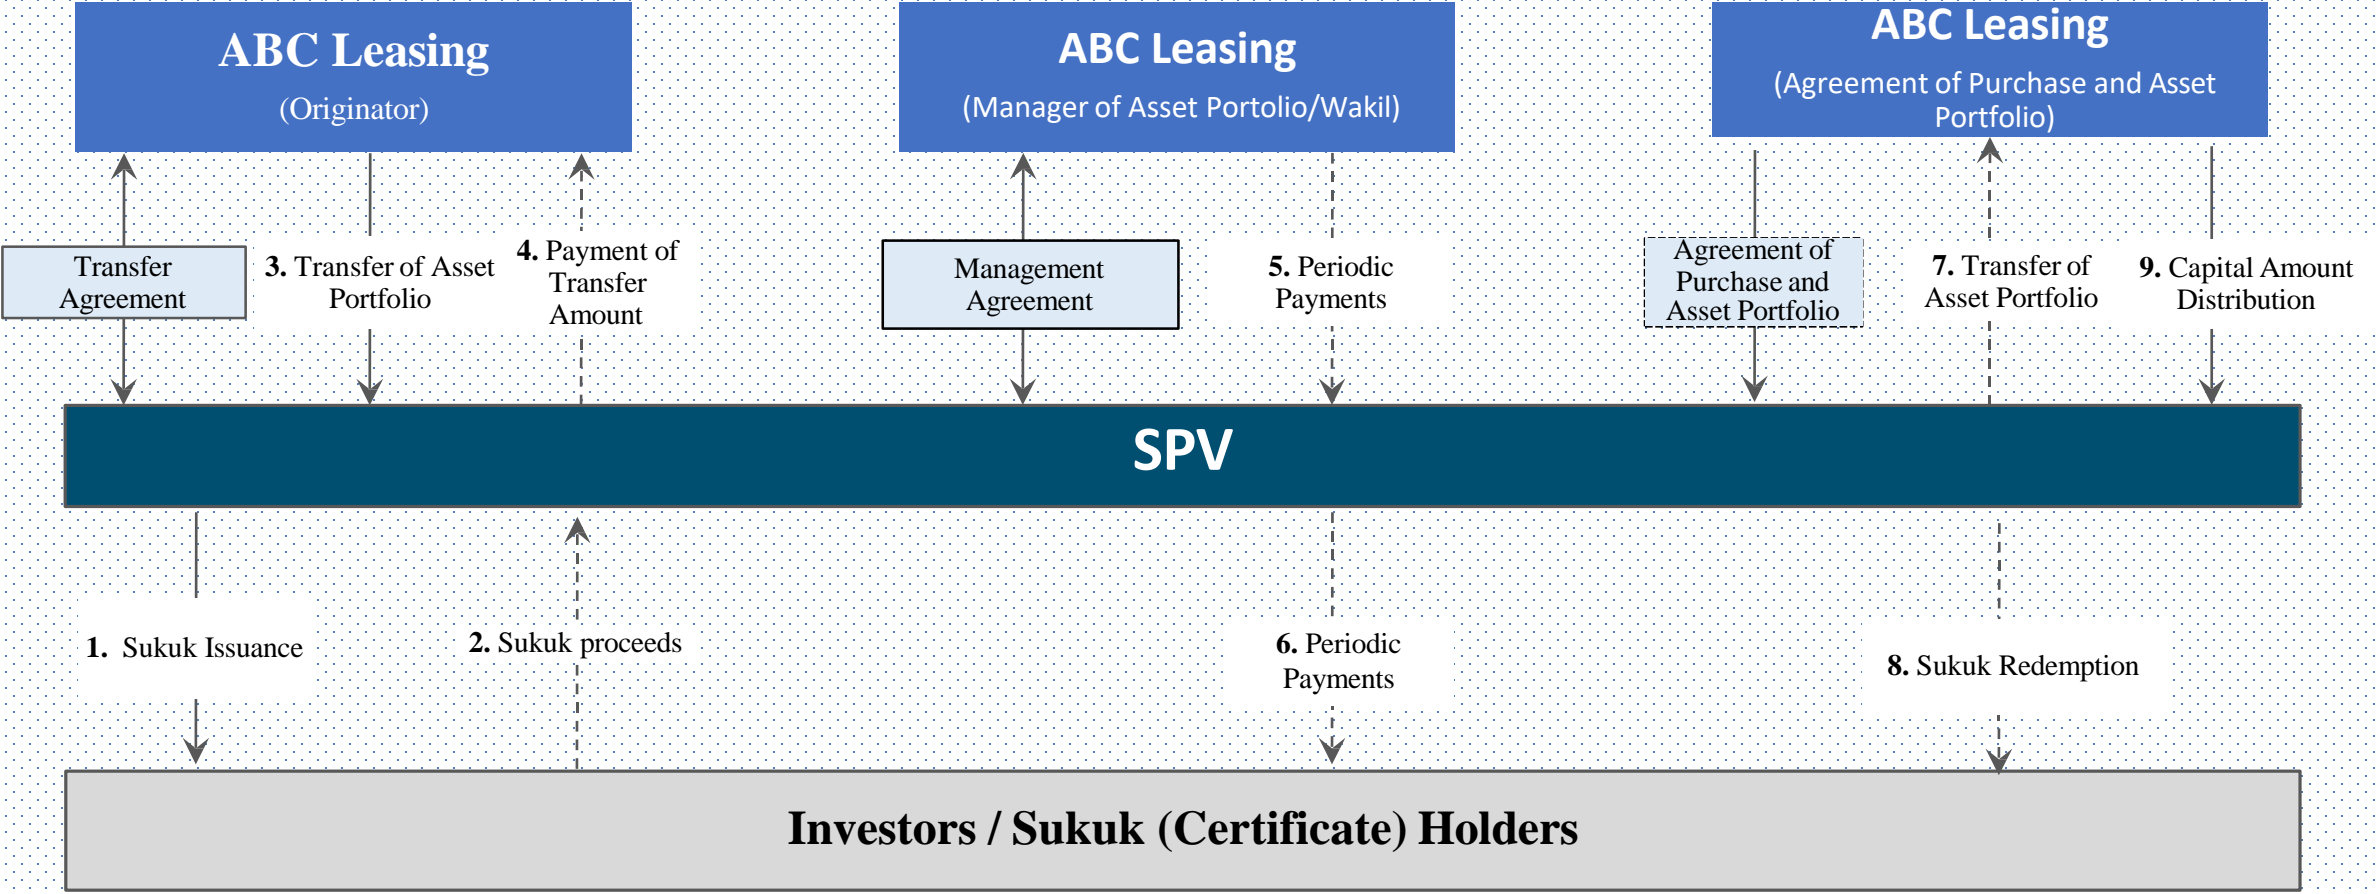 ABC Leasing
(Originator)
ABC Leasing
(Manager of Asset Portolio/Wakil)
ABC Leasing
(Agreement of Purchase and Asset
Portfolio)
Transfer
Agreement
3. Transfer of Asset
Portfolio
4. Payment of
Transfer
Amount
Management
Agreement
5. Periodic
Payments
Agreement of
Purchase and
Asset Portfolio
7. Transfer of
Asset Portfolio
9. Capital Amount
Distribution
SPV
1. Sukuk Issuance
2. Sukuk proceeds
6. Periodic
Payments
8. Sukuk Redemption
Investors / Sukuk (Certificate) Holders